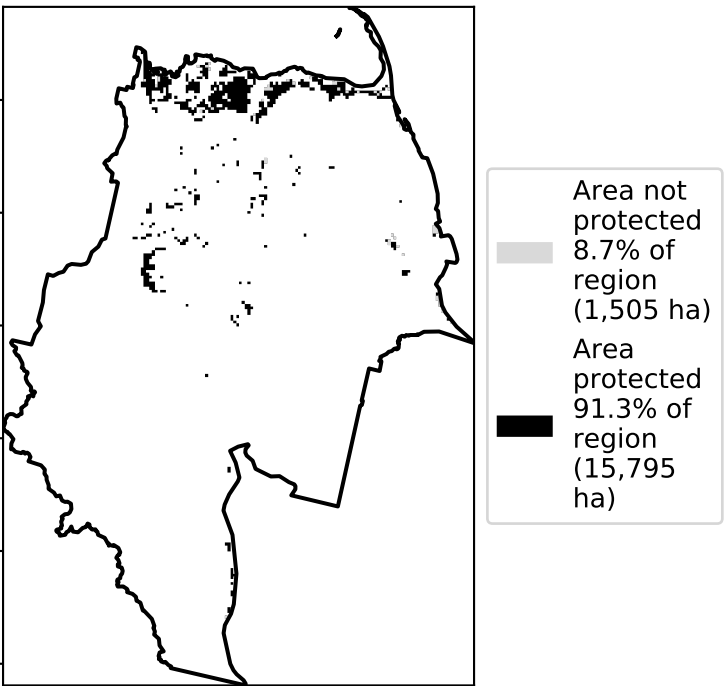 Area not
protected
8.7% of
region
(1,505 ha)
Area
protected
91.3% of
region
(15,795
ha)